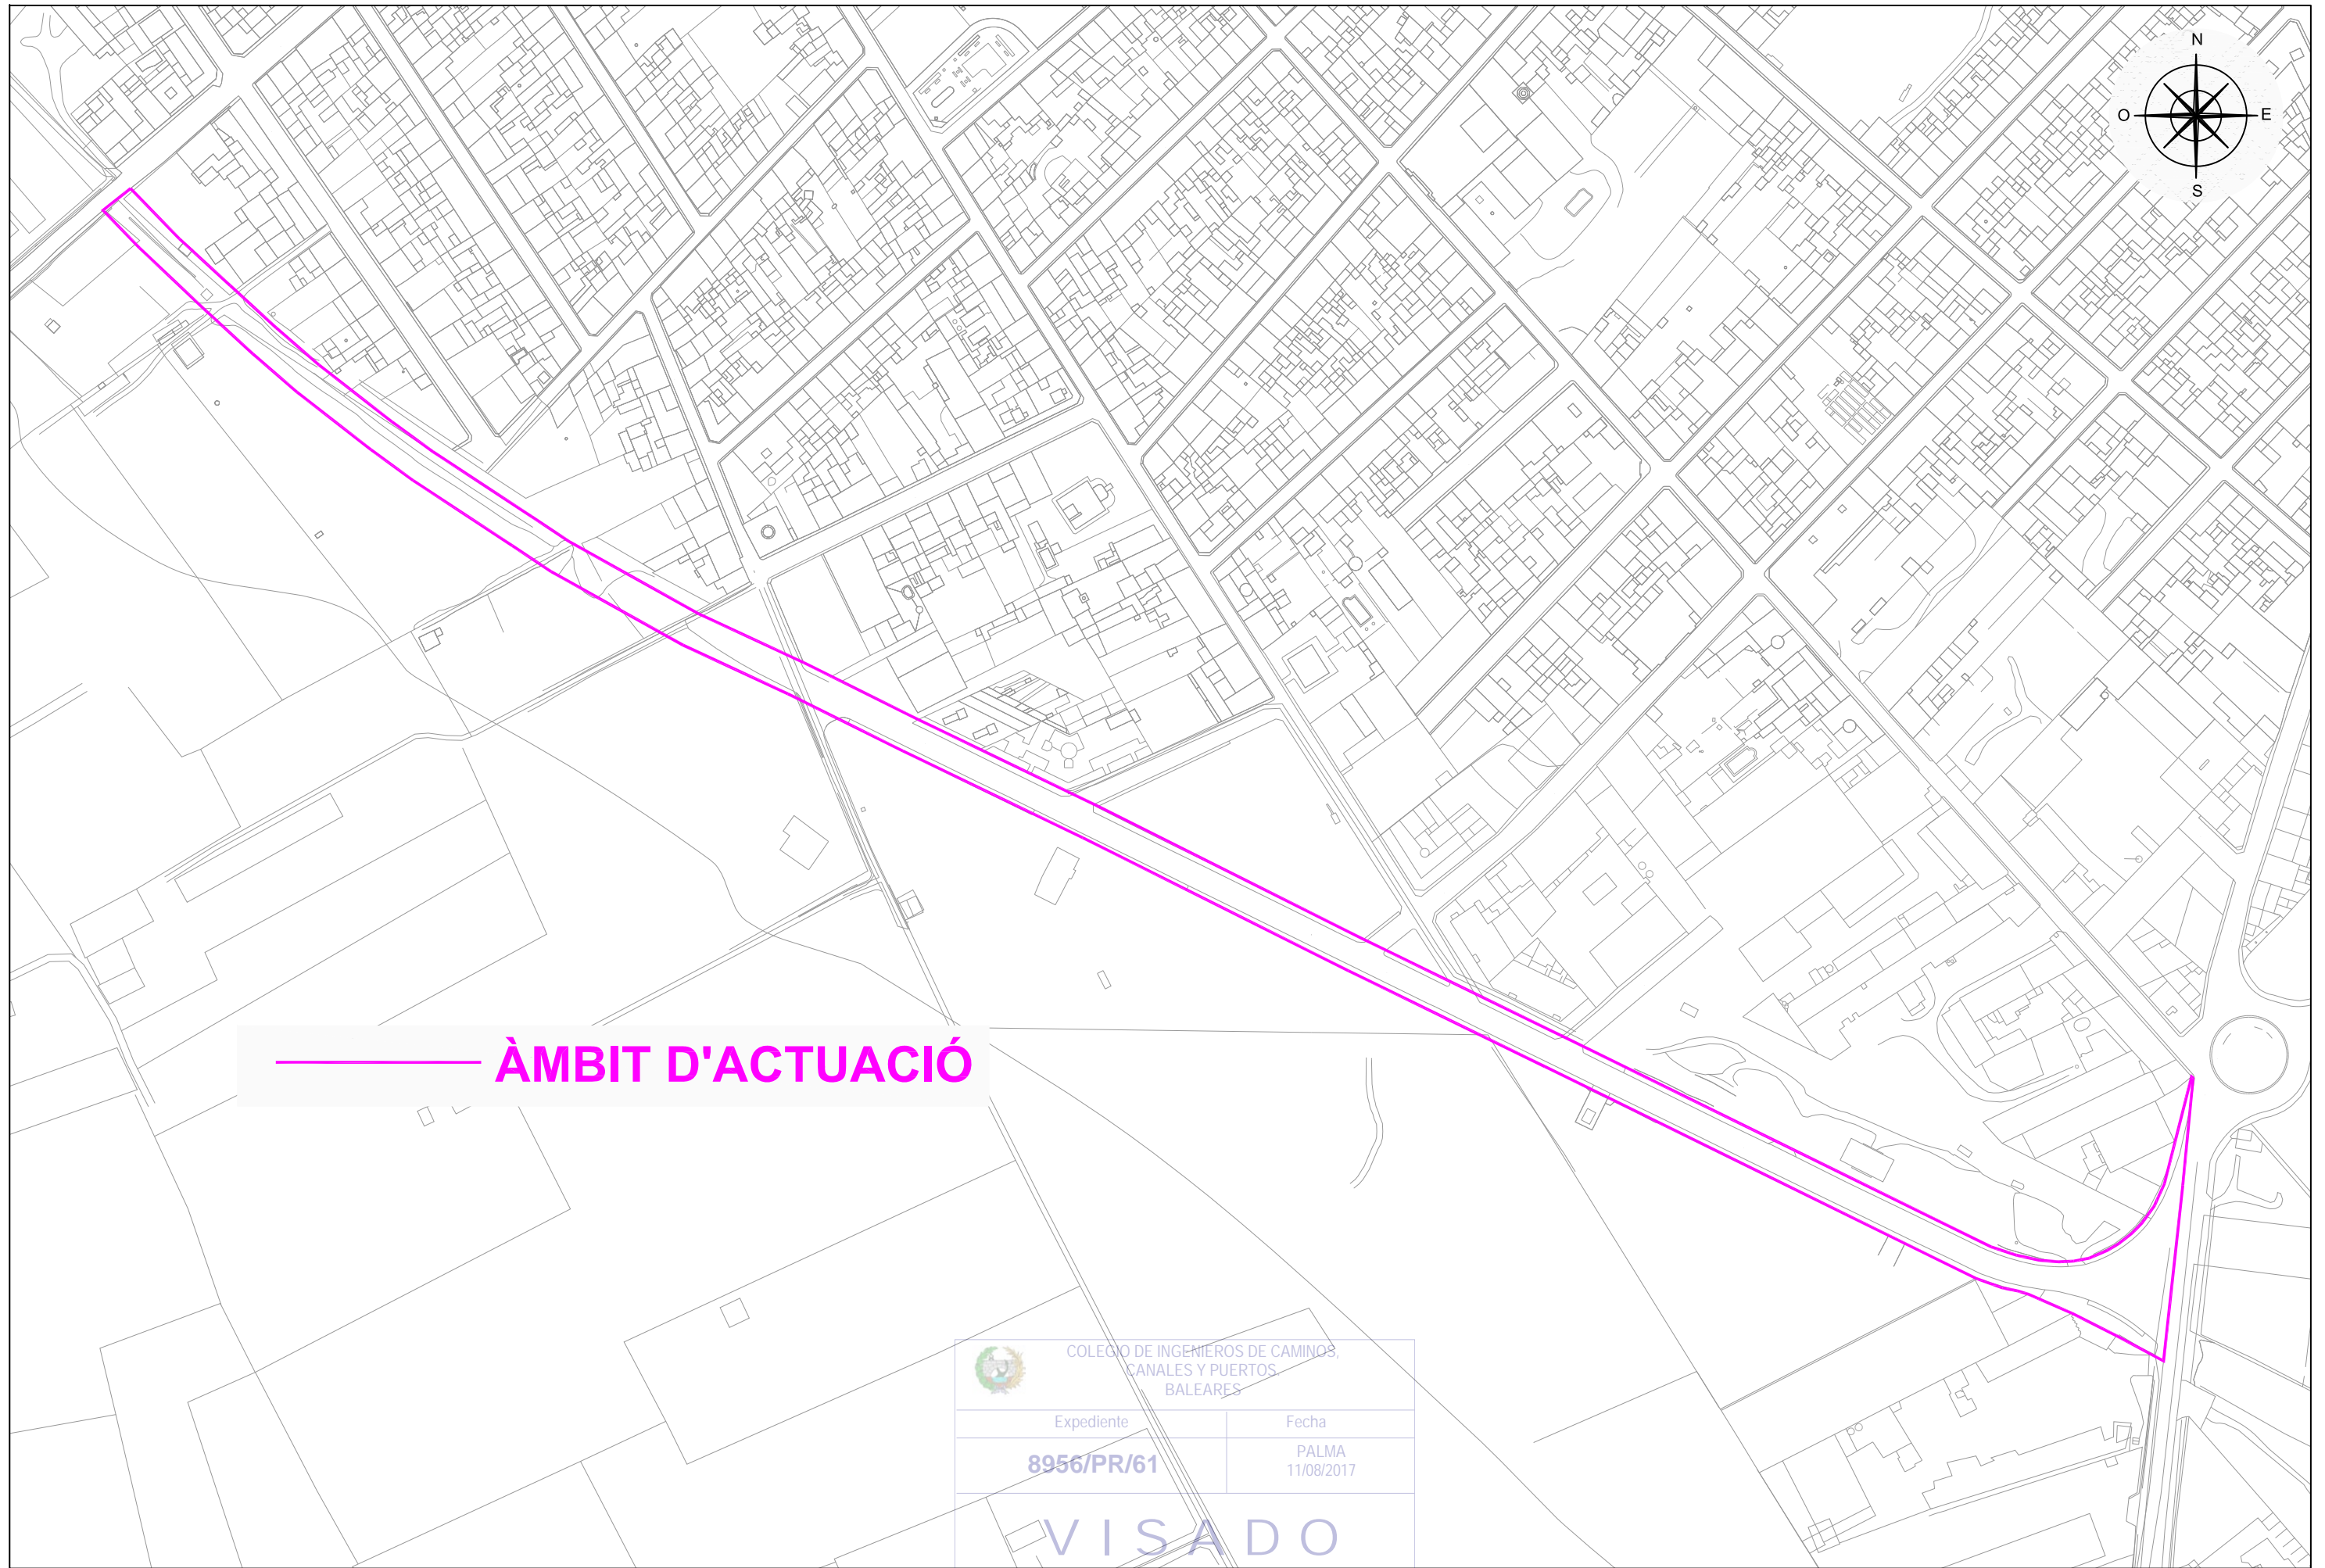 N
O
E
S
ÀMBIT D'ACTUACIÓ
COLEGIO DE INGENIEROS DE CAMINOS,
CANALES Y PUERTOS.
BALEARES
Expediente
Fecha
8956/PR/61
PALMA
11/08/2017
VISADO